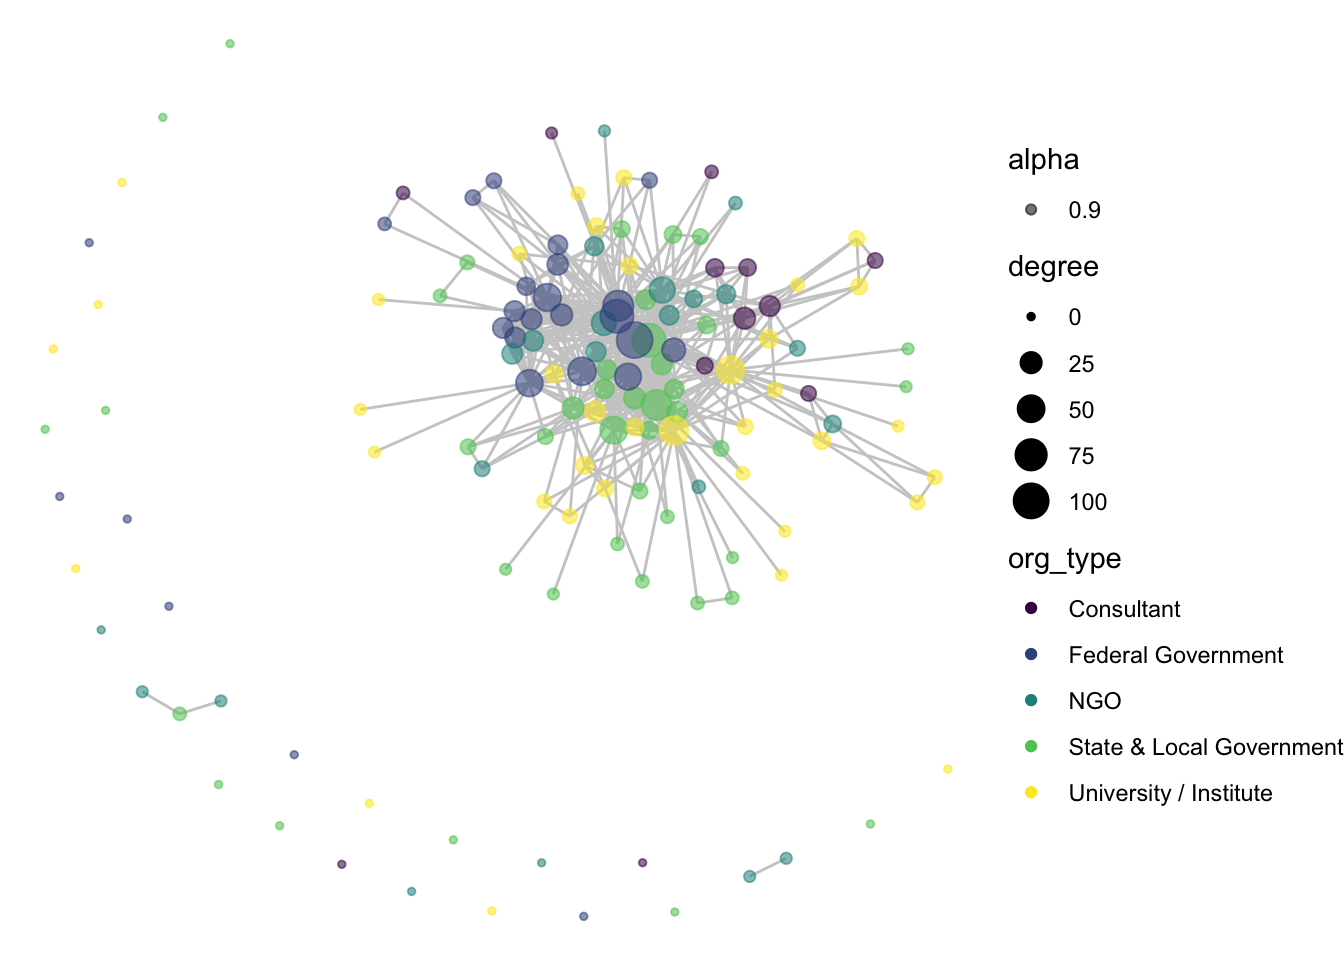 alpha
0.9
degree
0
25
50
75
100
org_type
Consultant
Federal Government
NGO
State & Local Government
University / Institute